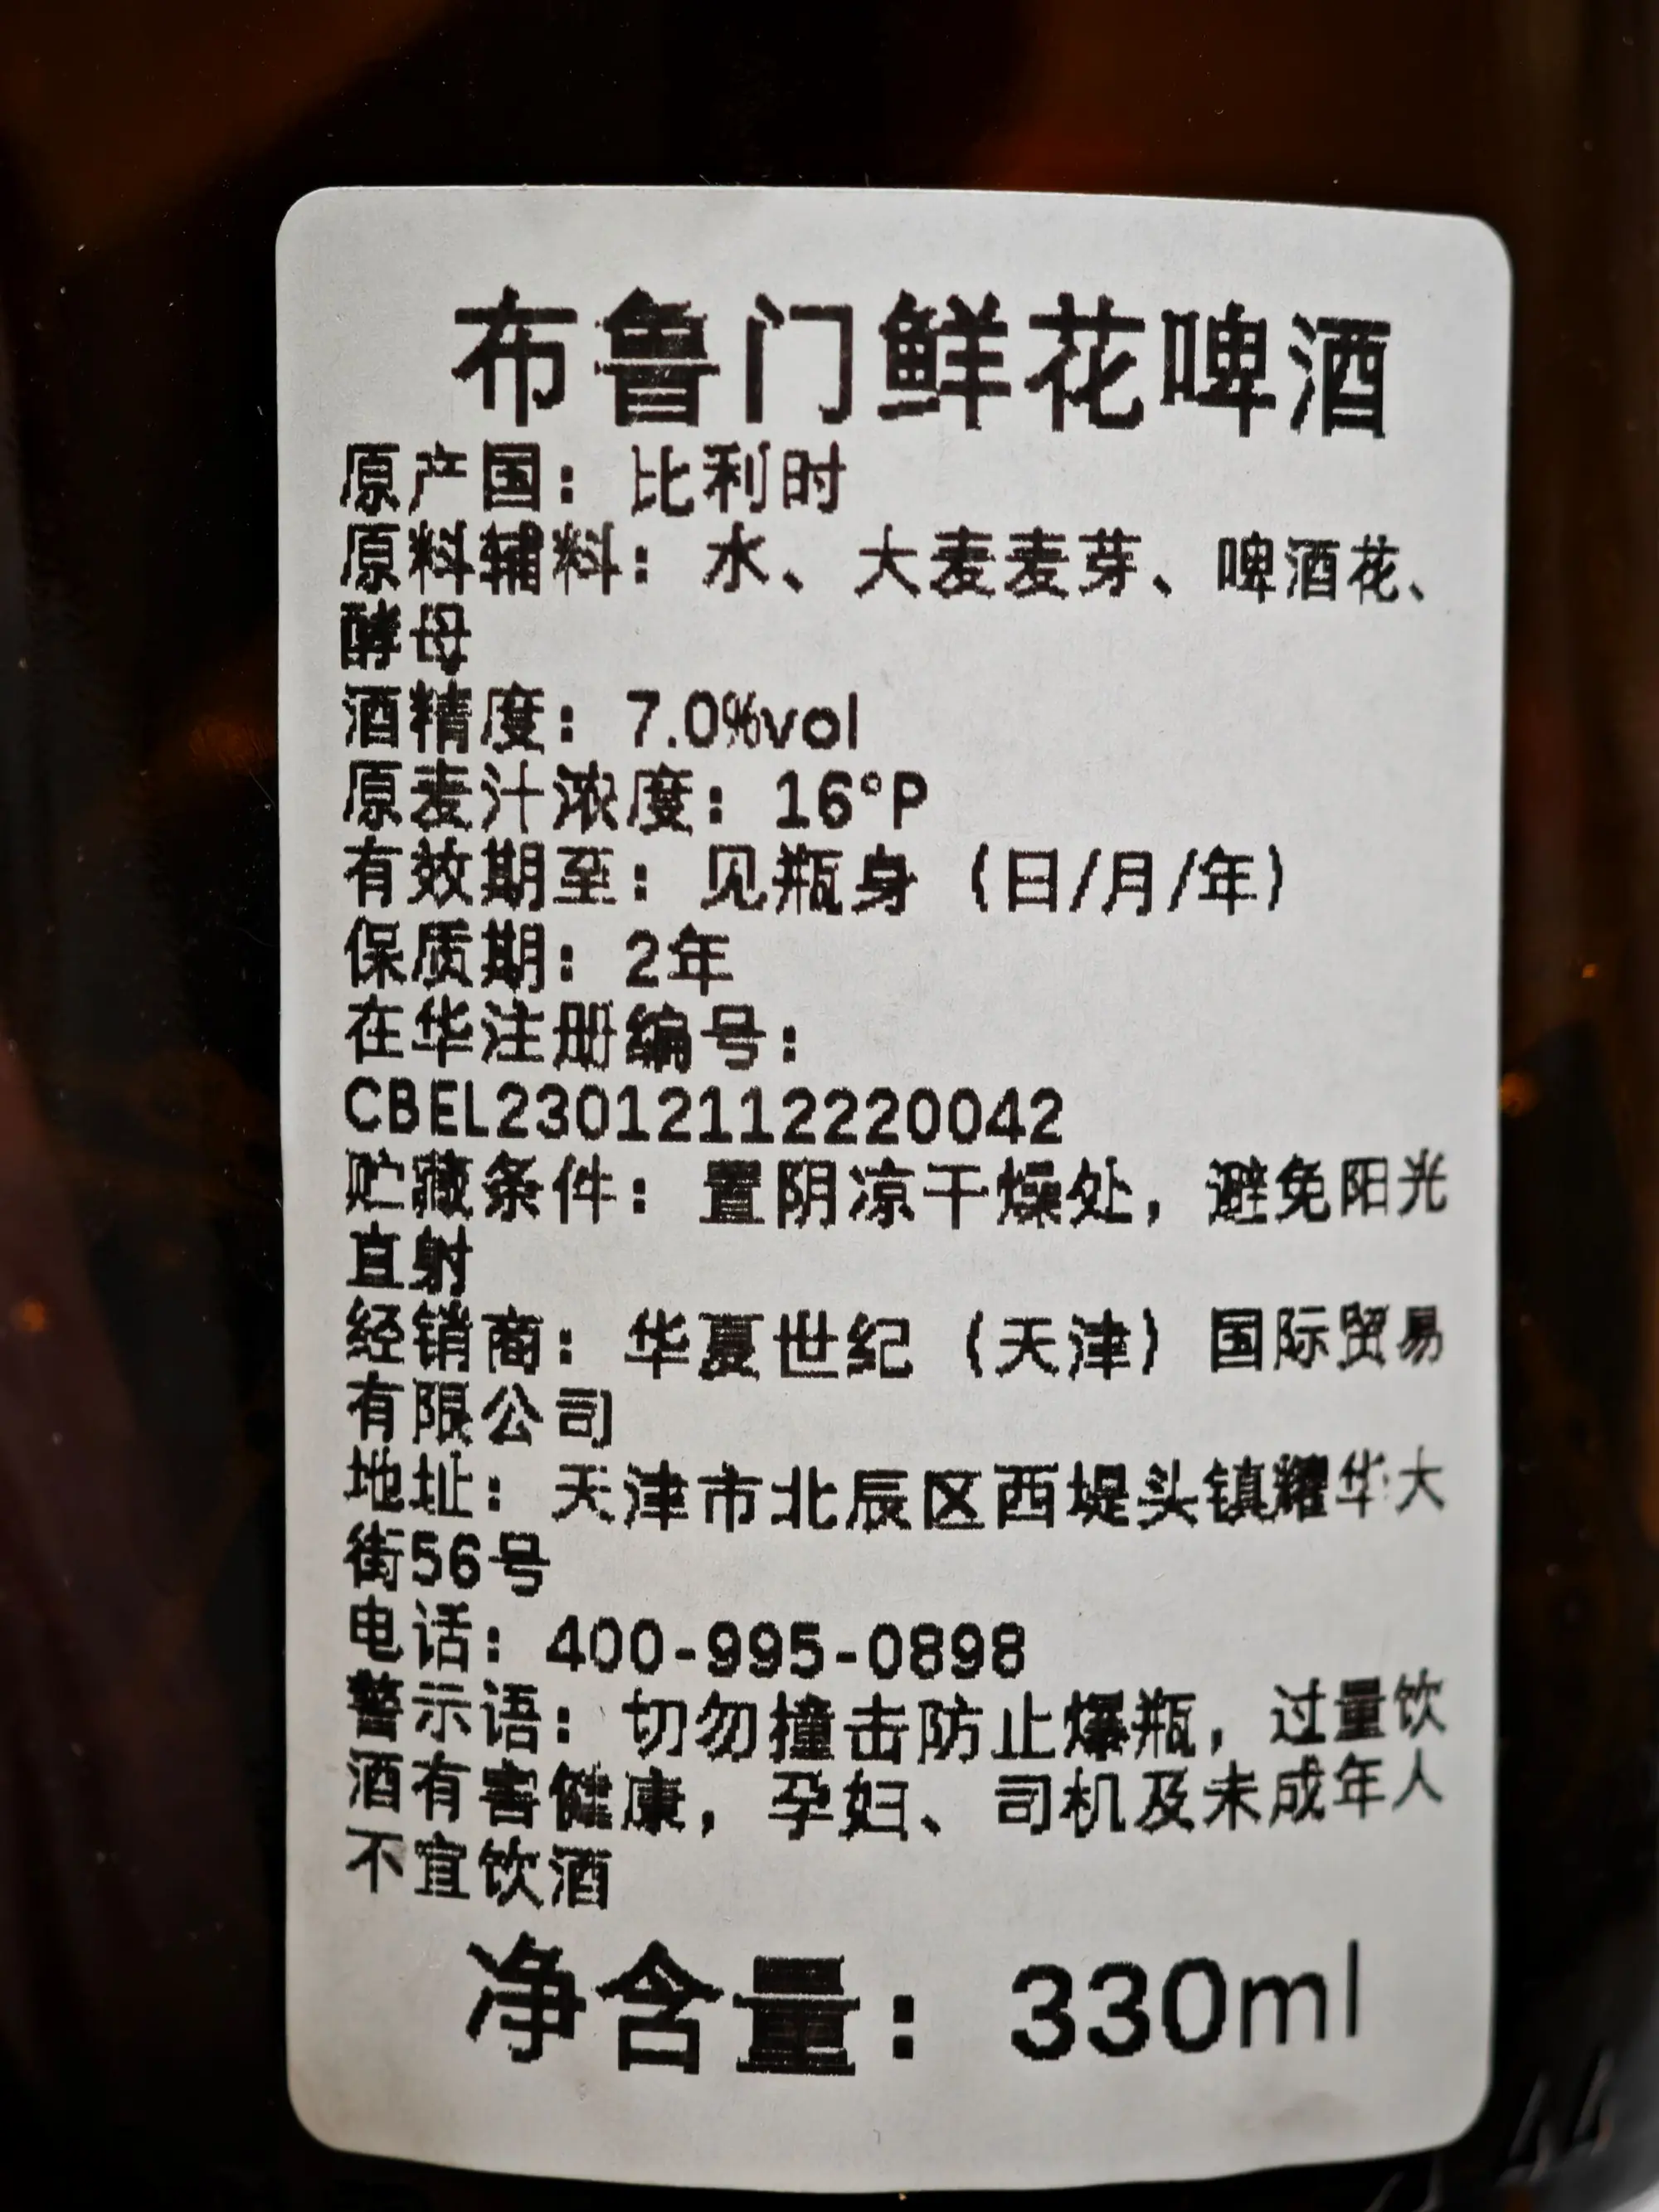 布鲁门鲜花啤酒
原产国：比利时
原料辅料：水、大麦麦芽、啤酒花、
酵母
酒精度：7.0%vol
原麦汁浓度：16°P
有效期至：见瓶身（日/月/年）
保质期：2年
在华注册编号：
CBEL23012112220042
贮藏条件：置阴凉干燥处，避免阳光
直射
经销商：华夏世纪（天津）国际贸易
有限公司
地址：天津市北辰区西堤头镇耀华大
街56号
电话：400-995-0898
警示语：切勿撞击防止爆瓶，过量饮
酒有害健康，孕妇、司机及未成年人
不宜饮酒
净含量：330ml